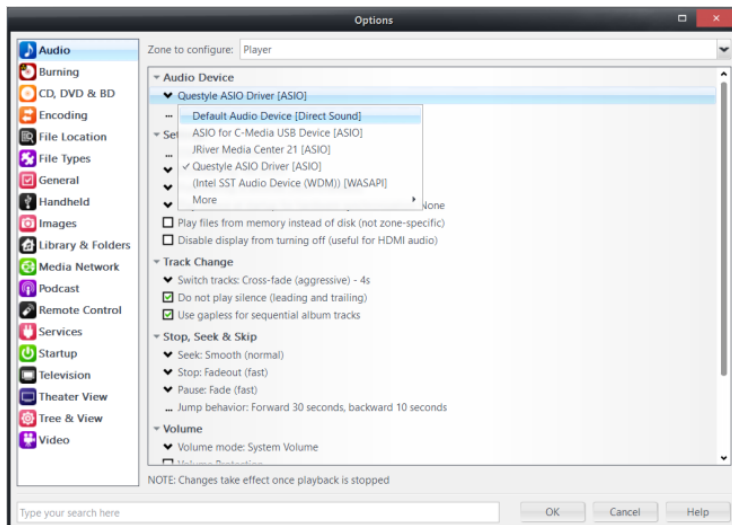 Options
Audio
Burning
CD, DVD & BD
Encoding
File Location
File Types
General
Handheld
Images
Library & Folders
Media Network
Podcast
Remote Control
Services
Startup
Television
Theater View
Tree & View
Video
Zone to configure: Player
Audio Device
Questyle ASIO Driver [ASIO]
...
Default Audio Device [Direct Sound]
ASIO for C-Media USB Device [ASIO]
JRiver Media Center 21 [ASIO]
✓ Questyle ASIO Driver [ASIO]
(Intel SST Audio Device (WDM)) [WASAPI]
More
Set
...
None
Play files from memory instead of disk (not zone-specific)
Disable display from turning off (useful for HDMI audio)
Track Change
Switch tracks: Cross-fade (aggressive) - 4s
Do not play silence (leading and trailing)
Use gapless for sequential album tracks
Stop, Seek & Skip
Seek: Smooth (normal)
Stop: Fadeout (fast)
Pause: Fade (fast)
... Jump behavior: Forward 30 seconds, backward 10 seconds
Volume
Volume mode: System Volume
Volume Protection
NOTE: Changes take effect once playback is stopped
Type your search here
OK
Cancel
Help